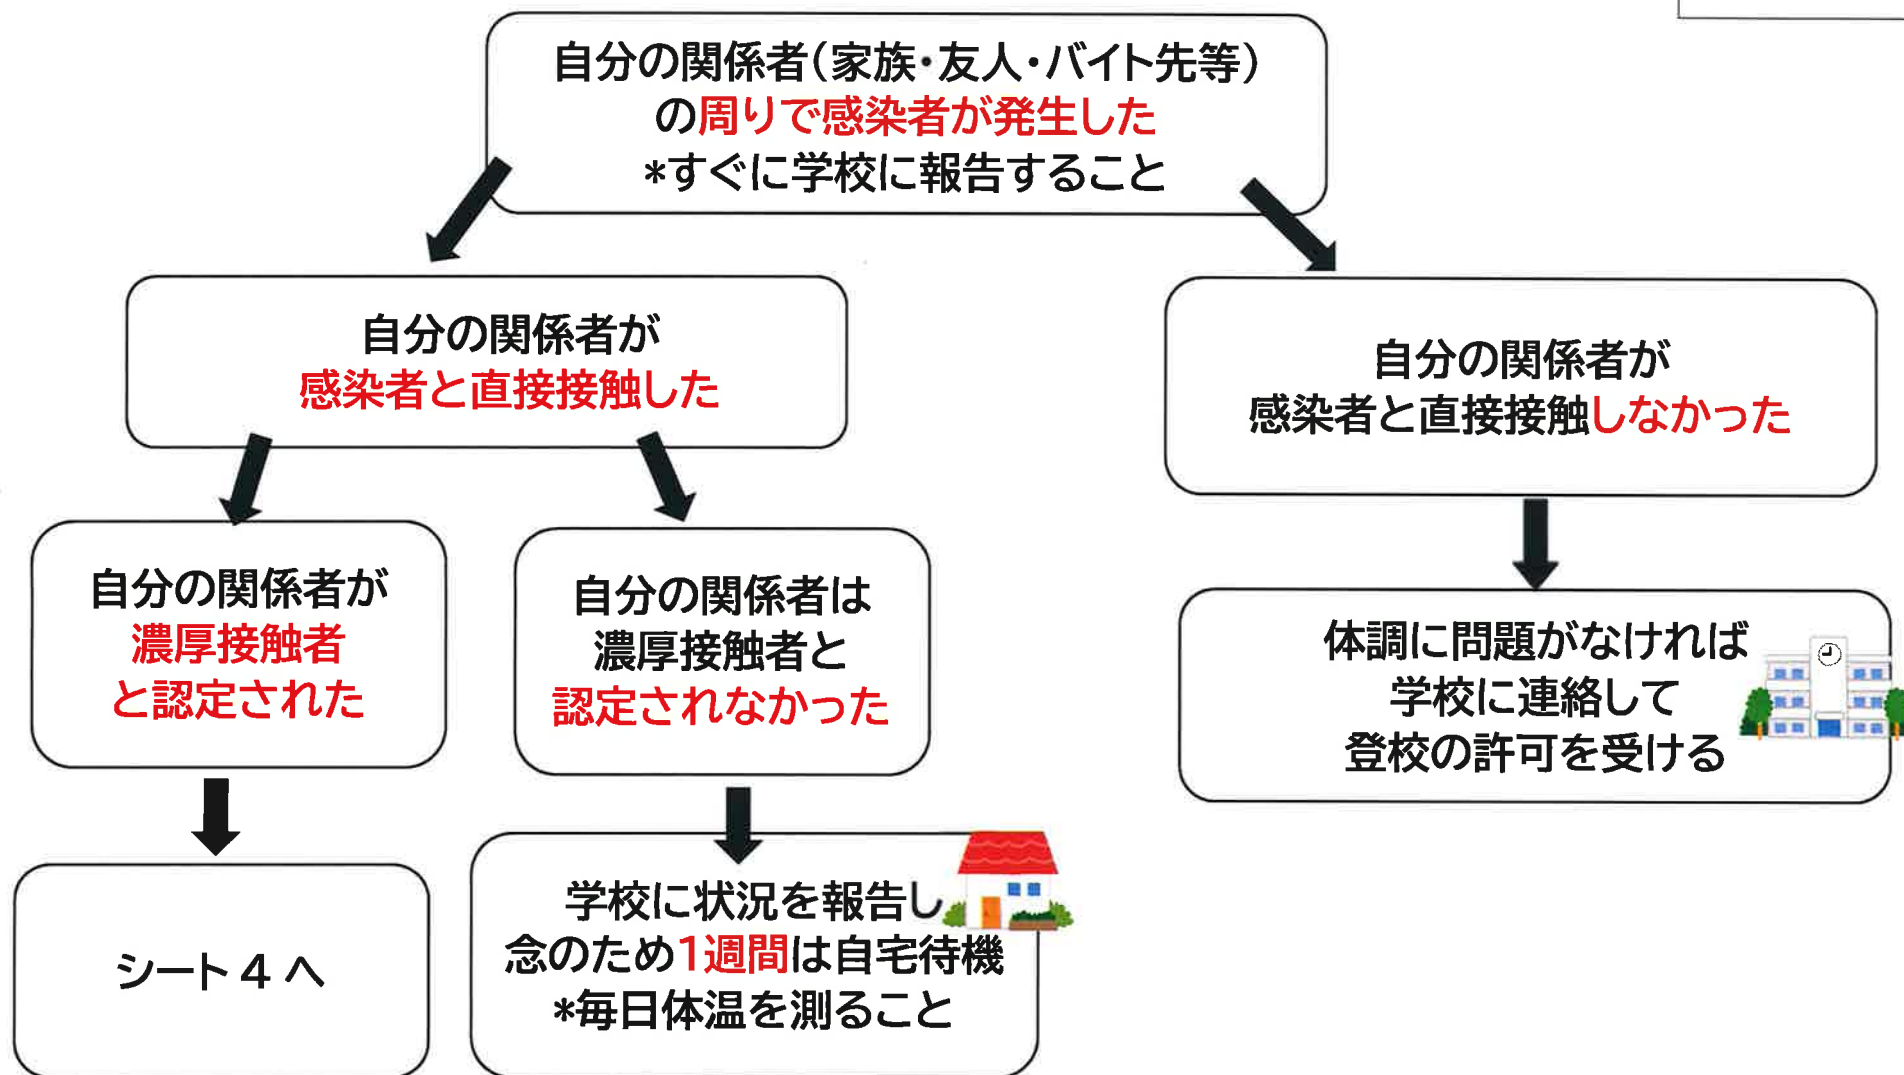 自分の関係者(家族・友人・バイト先等)
の周りで感染者が発生した
*すぐに学校に報告すること
自分の関係者が
感染者と直接接触した
自分の関係者が
感染者と直接接触しなかった
自分の関係者が
濃厚接触者
と認定された
自分の関係者は
濃厚接触者と
認定されなかった
体調に問題がなければ
学校に連絡して
登校の許可を受ける
シート4へ
学校に状況を報告し
念のため1週間は自宅待機
*毎日体温を測ること